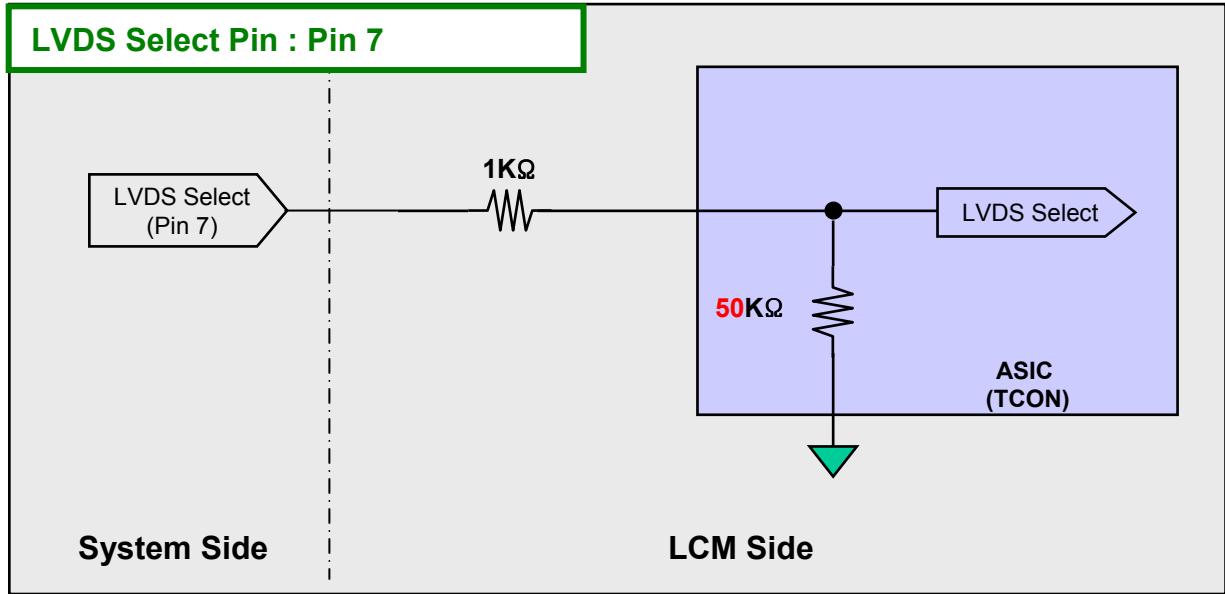 LVDS Select Pin : Pin 7
1KΩ
LVDS Select
(Pin 7)
LVDS Select
50KΩ
ASIC
(TCON)
System Side
LCM Side